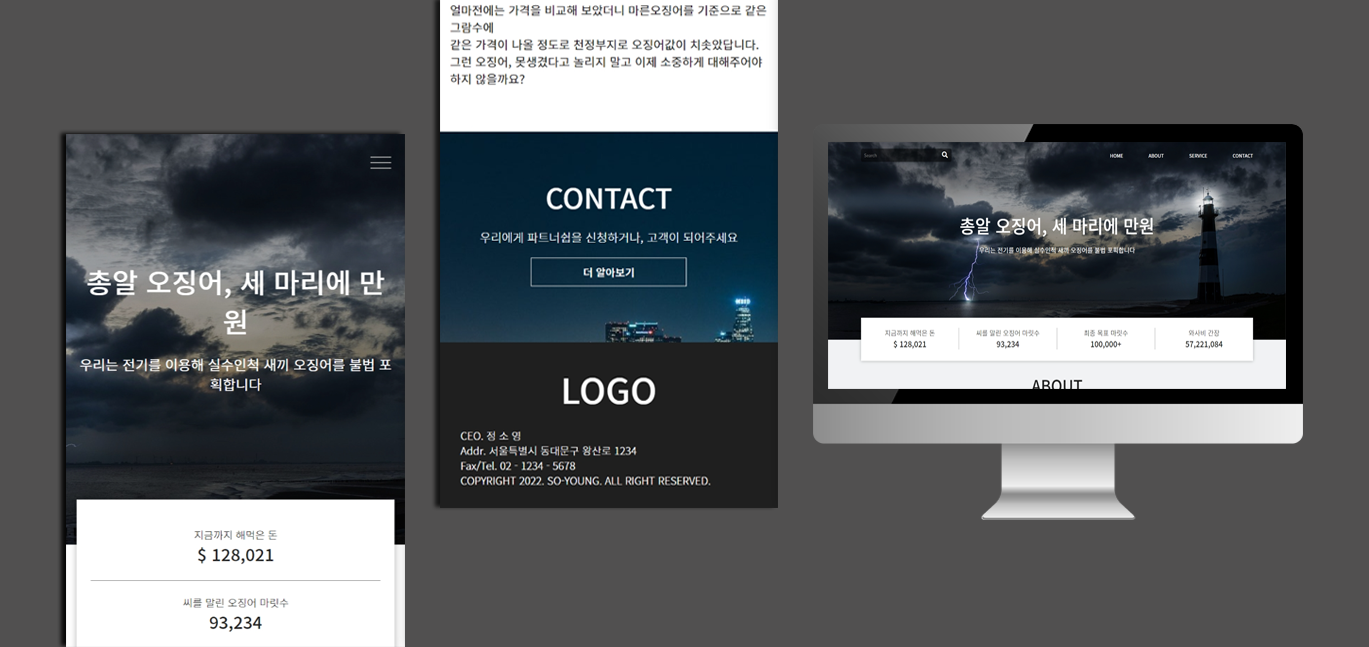 총알 오징어, 세 마리에 만
원
우리는 전기를 이용해 실수인척 새끼 오징어를 불법 포
획합니다
지금까지 해먹은 돈
$ 128,021
씨를 말린 오징어 마릿수
93,234
얼마전에는 가격을 비교해 보았더니 마른오징어를 기준으로 같은
그람수에
같은 가격이 나올 정도로 천정부지로 오징어값이 치솟았답니다.
그런 오징어, 못생겼다고 놀리지 말고 이제 소중하게 대해주어야
하지 않을까요?
CONTACT
우리에게 파트너쉽을 신청하거나, 고객이 되어주세요
더 알아보기
LOGO
CEO. 정 소 영
Addr. 서울특별시 동대문구 왕산로 1234
Fax/Tel. 02 - 1234 - 5678
COPYRIGHT 2022. SO-YOUNG. ALL RIGHT RESERVED.
Search
HOME ABOUT SERVICE CONTACT
총알 오징어, 세 마리에 만원
우리는 전기를 이용해 실수인척 새끼 오징어를 불법 포획합니다
지금까지 해먹은 돈 씨를 말린 오징어 마릿수 최종 목표 마릿수 와사비 간장
$ 128,021 93,234 100,000+ 57,221,084
ABOUT